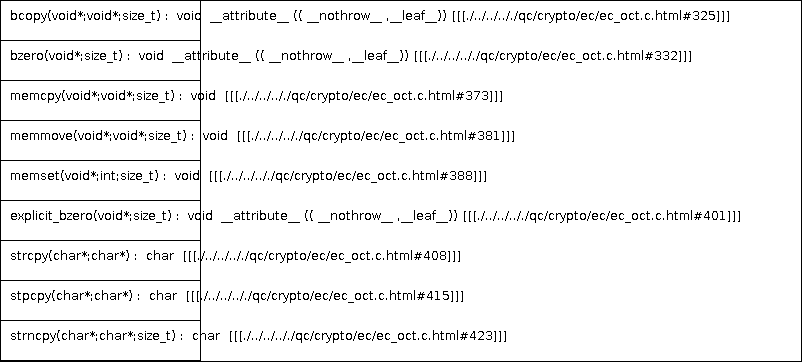 bcopy(void*;void*;size_t) :  void  __attribute__ (( __nothrow__ ,__leaf__)) [[[./../../../qc/crypto/ec/ec_oct.c.html#325]]]
bzero(void*;size_t) :  void  __attribute__ (( __nothrow__ ,__leaf__)) [[[./../../../qc/crypto/ec/ec_oct.c.html#332]]]
memcpy(void*;void*;size_t) :  void  [[[./../../../qc/crypto/ec/ec_oct.c.html#373]]]
memmove(void*;void*;size_t) :  void  [[[./../../../qc/crypto/ec/ec_oct.c.html#381]]]
memset(void*;int;size_t) :  void  [[[./../../../qc/crypto/ec/ec_oct.c.html#388]]]
explicit_bzero(void*;size_t) :  void  __attribute__ (( __nothrow__ ,__leaf__)) [[[./../../../qc/crypto/ec/ec_oct.c.html#401]]]
strcpy(char*;char*) :  char  [[[./../../../qc/crypto/ec/ec_oct.c.html#408]]]
stpcpy(char*;char*) :  char  [[[./../../../qc/crypto/ec/ec_oct.c.html#415]]]
strncpy(char*;char*;size_t) :  char  [[[./../../../qc/crypto/ec/ec_oct.c.html#423]]]